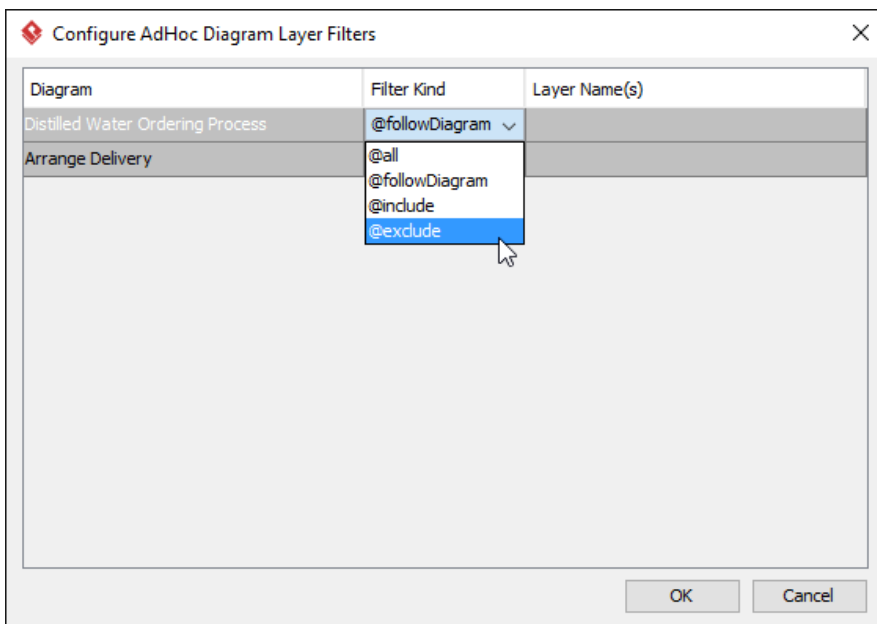 Configure AdHoc Diagram Layer Filters
Diagram Filter Kind Layer Name(s)
Distilled Water Ordering Process @followDiagram
Arrange Delivery
@all
@followDiagram
@include
@exclude
OK Cancel